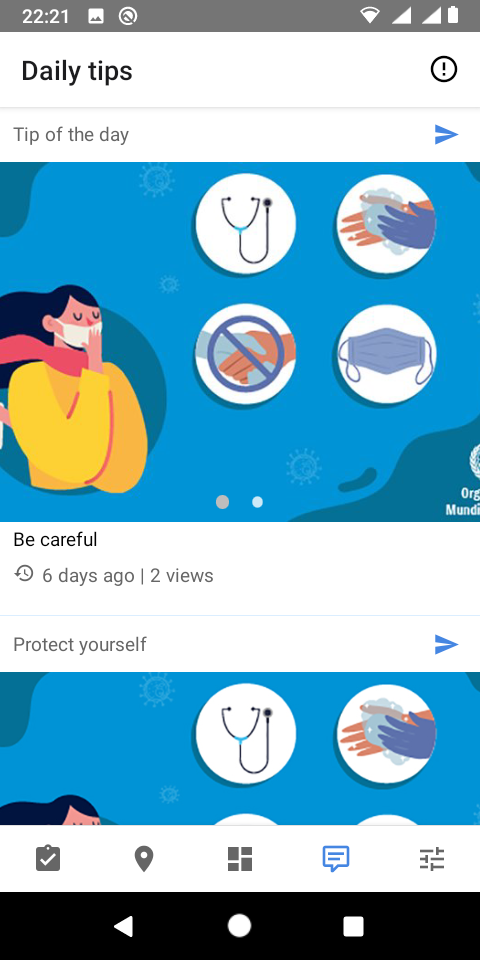 22:21
Daily tips
Tip of the day
Org
Mundi
Be careful
6 days ago | 2 views
Protect yourself